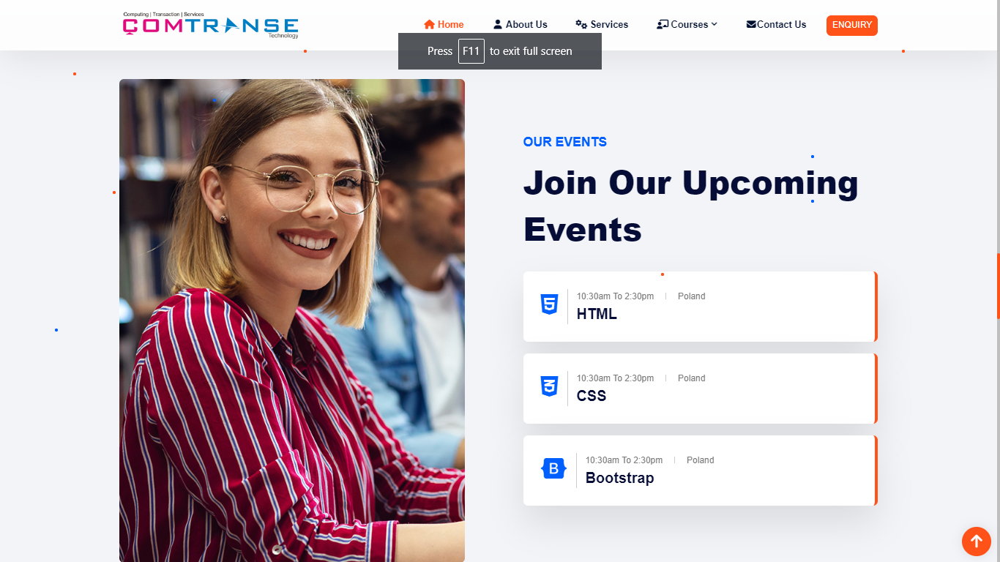 Computing | Transaction | Services
COMTRANSE
Technology
Home About Us Services Courses Contact Us ENQUIRY
Press F11 to exit full screen
OUR EVENTS
Join Our Upcoming
Events
10:30am To 2:30pm | Poland
HTML
10:30am To 2:30pm | Poland
CSS
10:30am To 2:30pm | Poland
B
Bootstrap